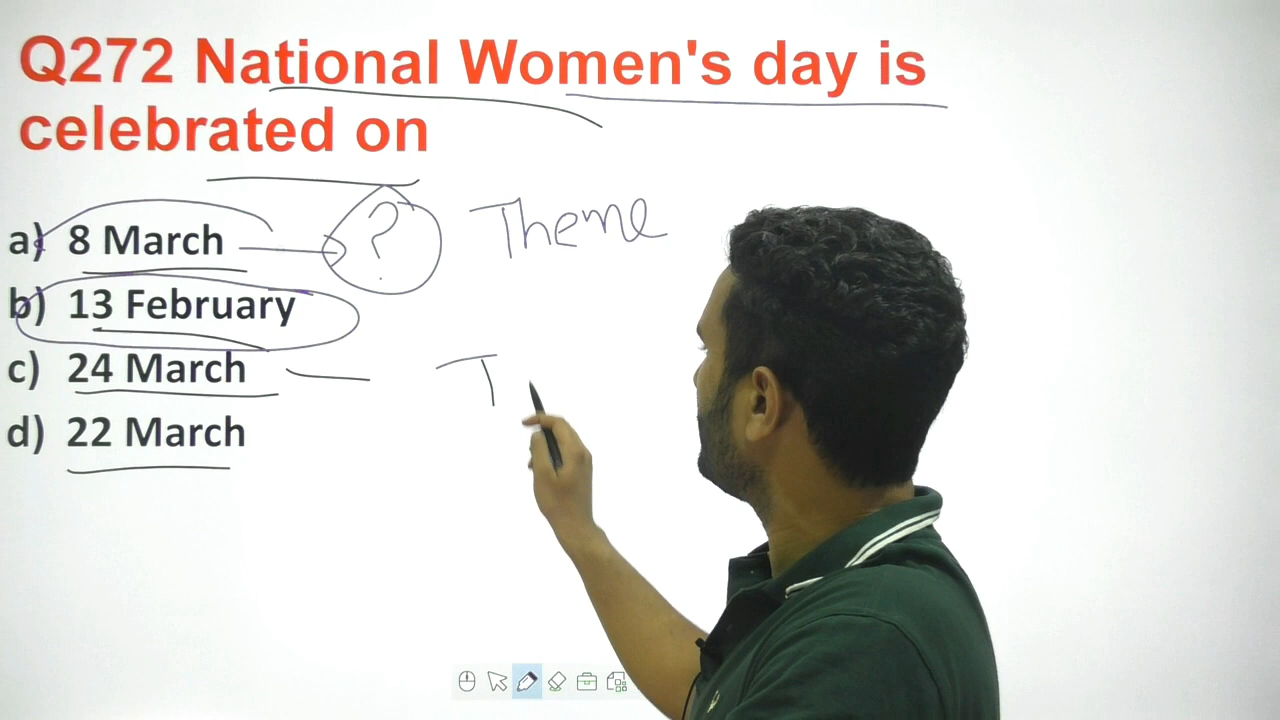 Q272 National Women's day is
celebrated on
a) 8 March
? Theme
b) 13 February
c) 24 March
T
d) 22 March